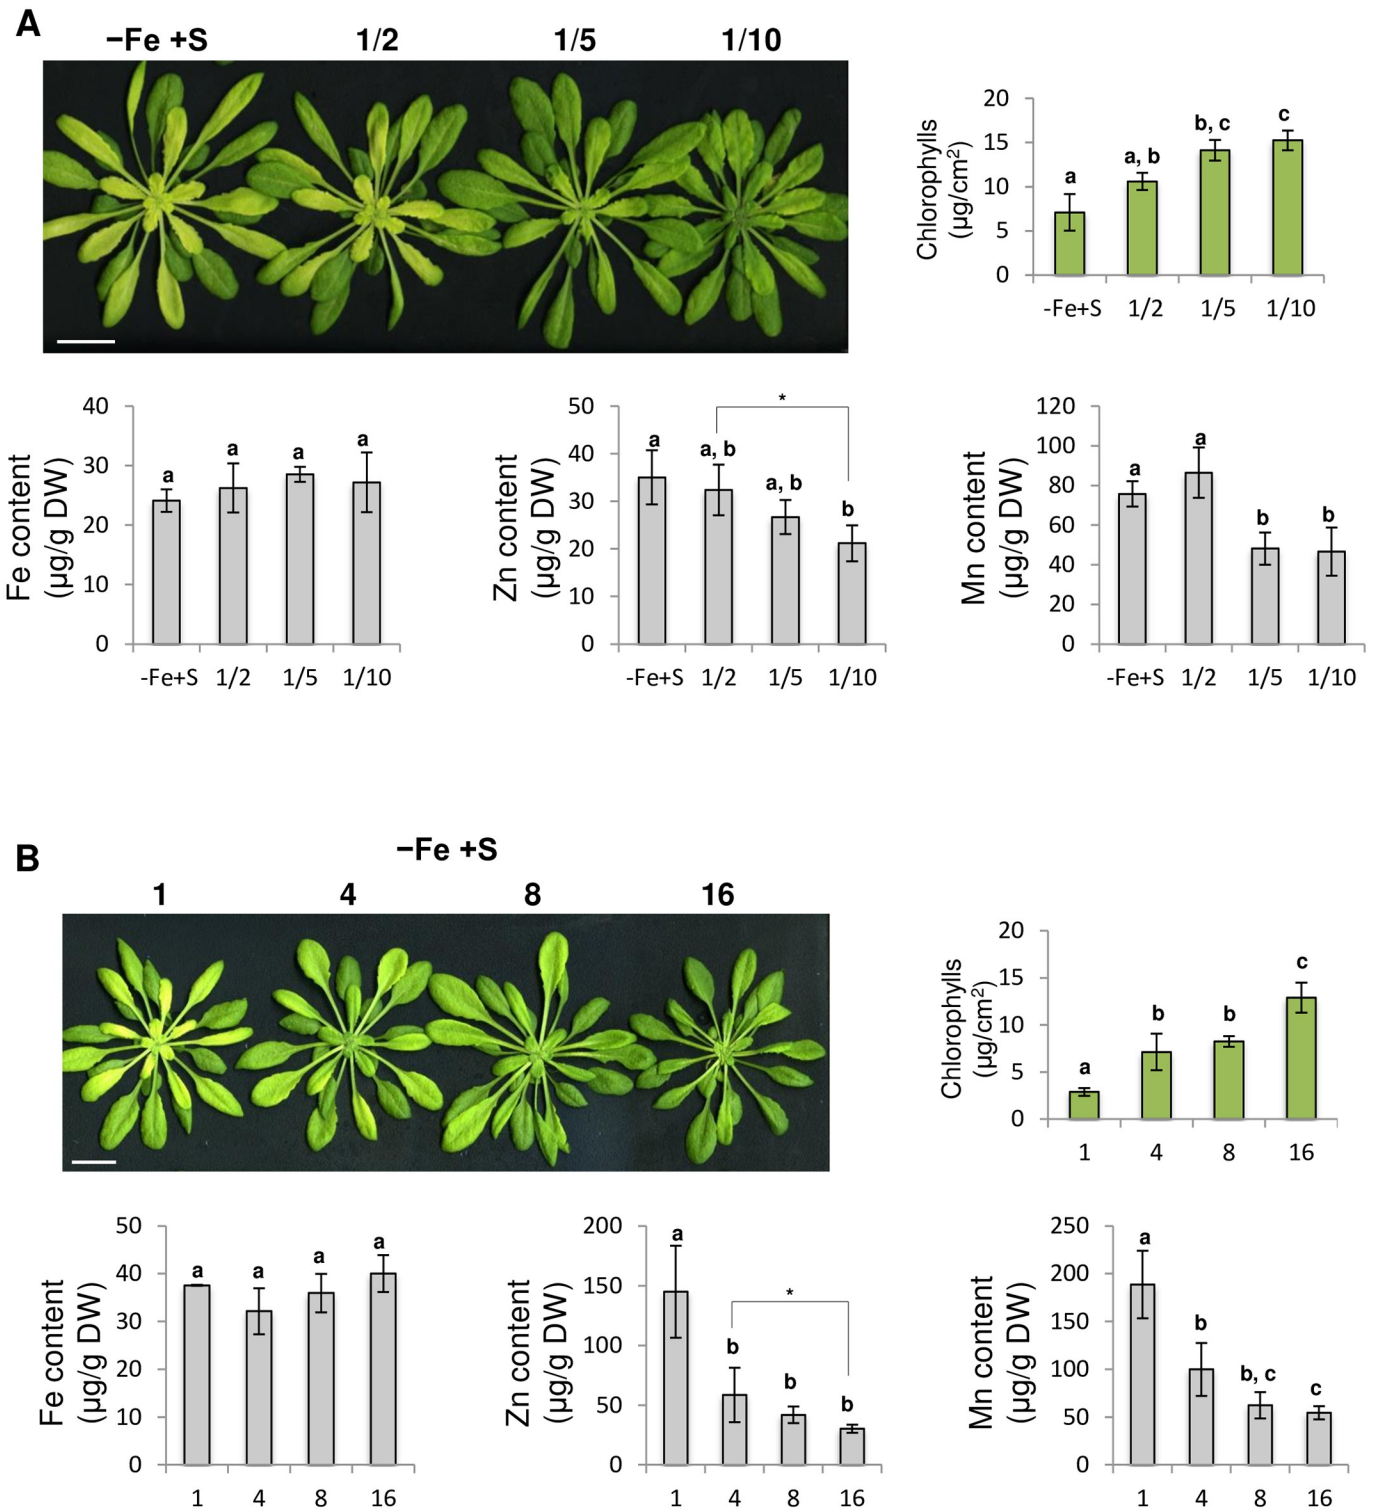 A
−Fe +S 1/2 1/5 1/10
Chlorophylls
(µg/cm2)
20
15
10
5
0
a
a, b
b, c
c
-Fe+S 1/2 1/5 1/10
Fe content
(µg/g DW)
40
30
20
10
0
a a a a
-Fe+S 1/2 1/5 1/10
Zn content
(µg/g DW)
50
40
30
20
10
0
*
a a, b a, b b
-Fe+S 1/2 1/5 1/10
Mn content
(µg/g DW)
120
100
80
60
40
20
0
a a b b
-Fe+S 1/2 1/5 1/10
B
−Fe +S
1 4 8 16
Chlorophylls
(µg/cm2)
20
15
10
5
0
a b b c
1 4 8 16
Fe content
(µg/g DW)
50
40
30
20
10
0
a a a a
1 4 8 16
Zn content
(µg/g DW)
200
150
100
50
0
*
a b b b
1 4 8 16
Mn content
(µg/g DW)
250
200
150
100
50
0
a b b, c c
1 4 8 16